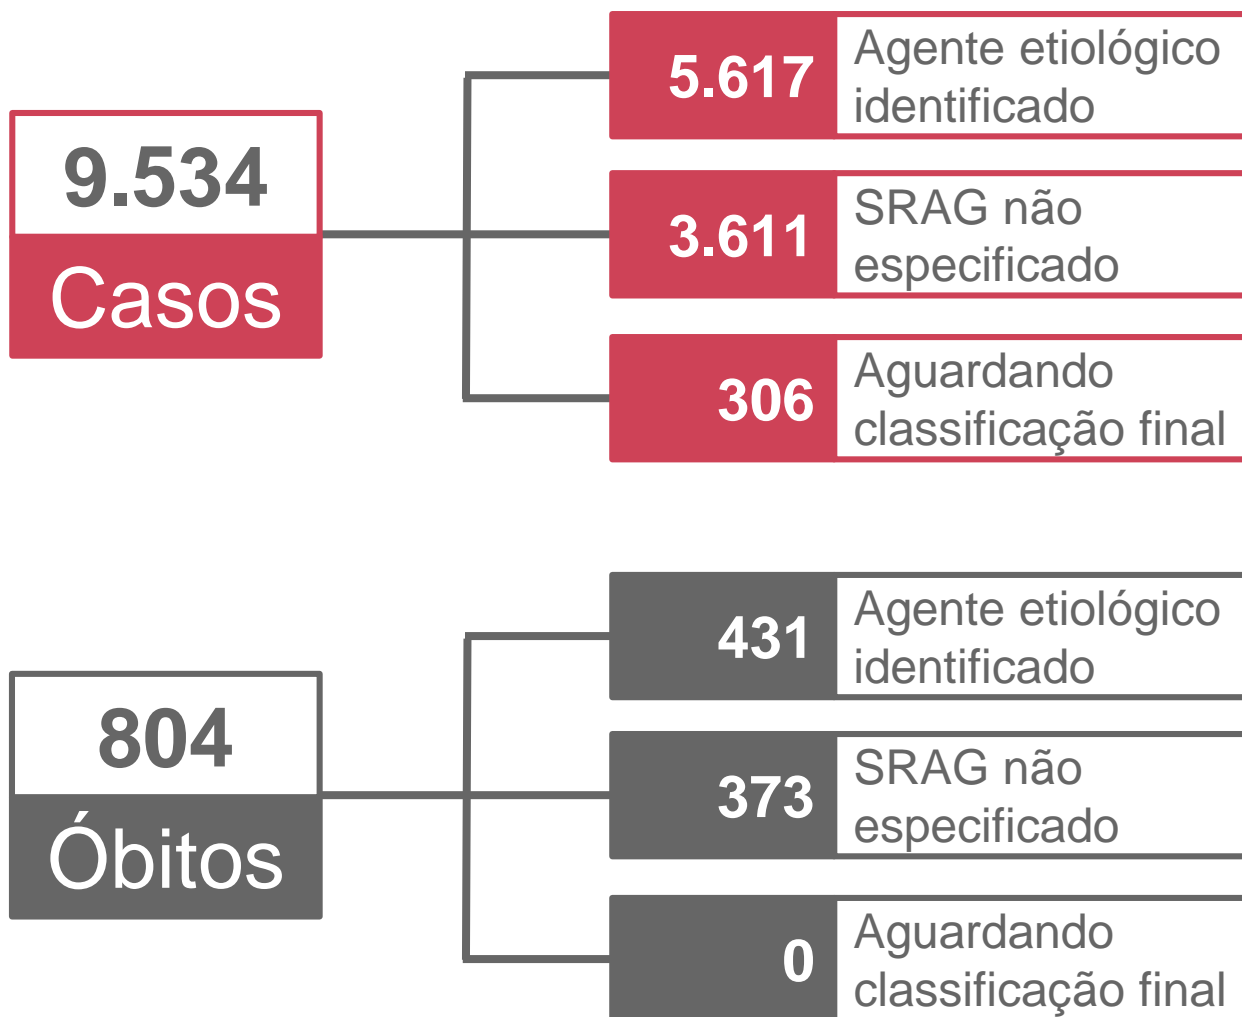 9.534
Casos
5.617
Agente etiológico
identificado
3.611
SRAG não
especificado
306
Aguardando
classificação final
804
Óbitos
431
Agente etiológico
identificado
373
SRAG não
especificado
0
Aguardando
classificação final